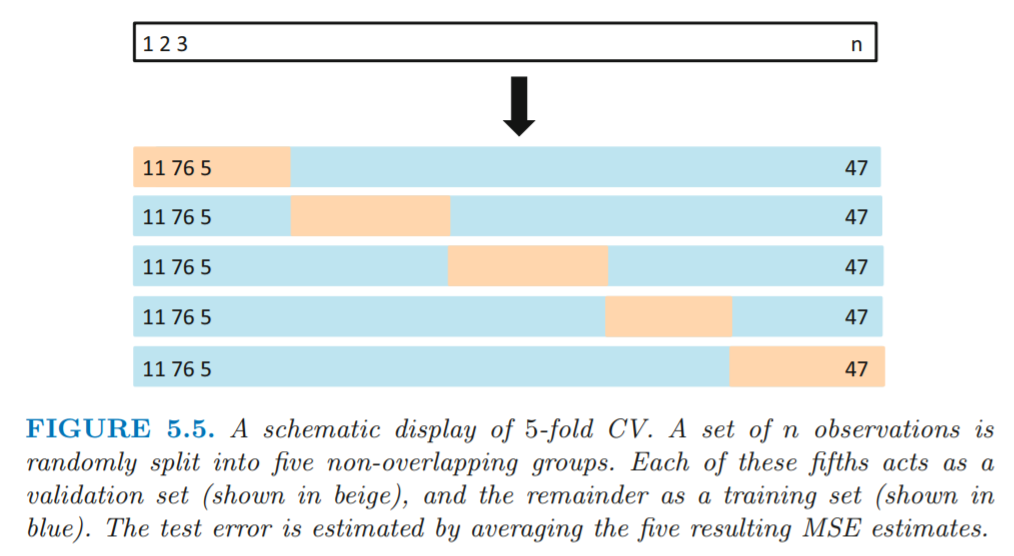 1 2 3 n
11 76 5 47
11 76 5 47
11 76 5 47
11 76 5 47
11 76 5 47
FIGURE 5.5. A schematic display of 5-fold CV. A set of n observations is
randomly split into five non-overlapping groups. Each of these fifths acts as a
validation set (shown in beige), and the remainder as a training set (shown in
blue). The test error is estimated by averaging the five resulting MSE estimates.